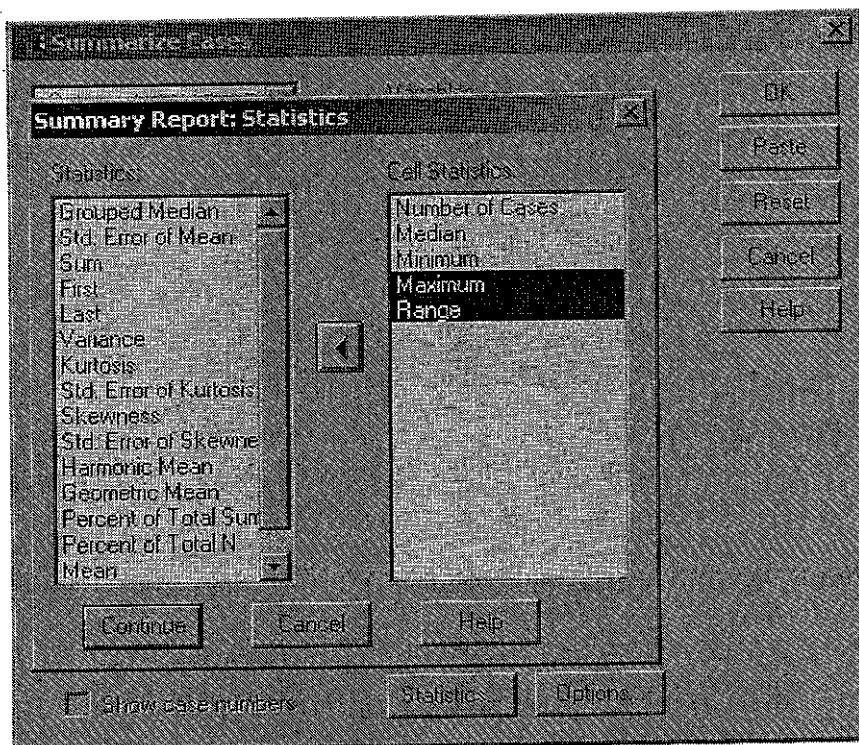 Summarize Cases
Variables:
OK
Paste
Reset
Cancel
Help
Summary Report: Statistics
Statistics:
Grouped Median
Std. Error of Mean
Sum
First
Last
Variance
Kurtosis
Std. Error of Kurtosis
Skewness
Std. Error of Skewne
Harmonic Mean
Geometric Mean
Percent of Total Sum
Percent of Total N
Mean
Cell Statistics:
Number of Cases
Median
Minimum
Maximum
Range
Continue
Cancel
Help
Show case numbers
Statistics...
Options...